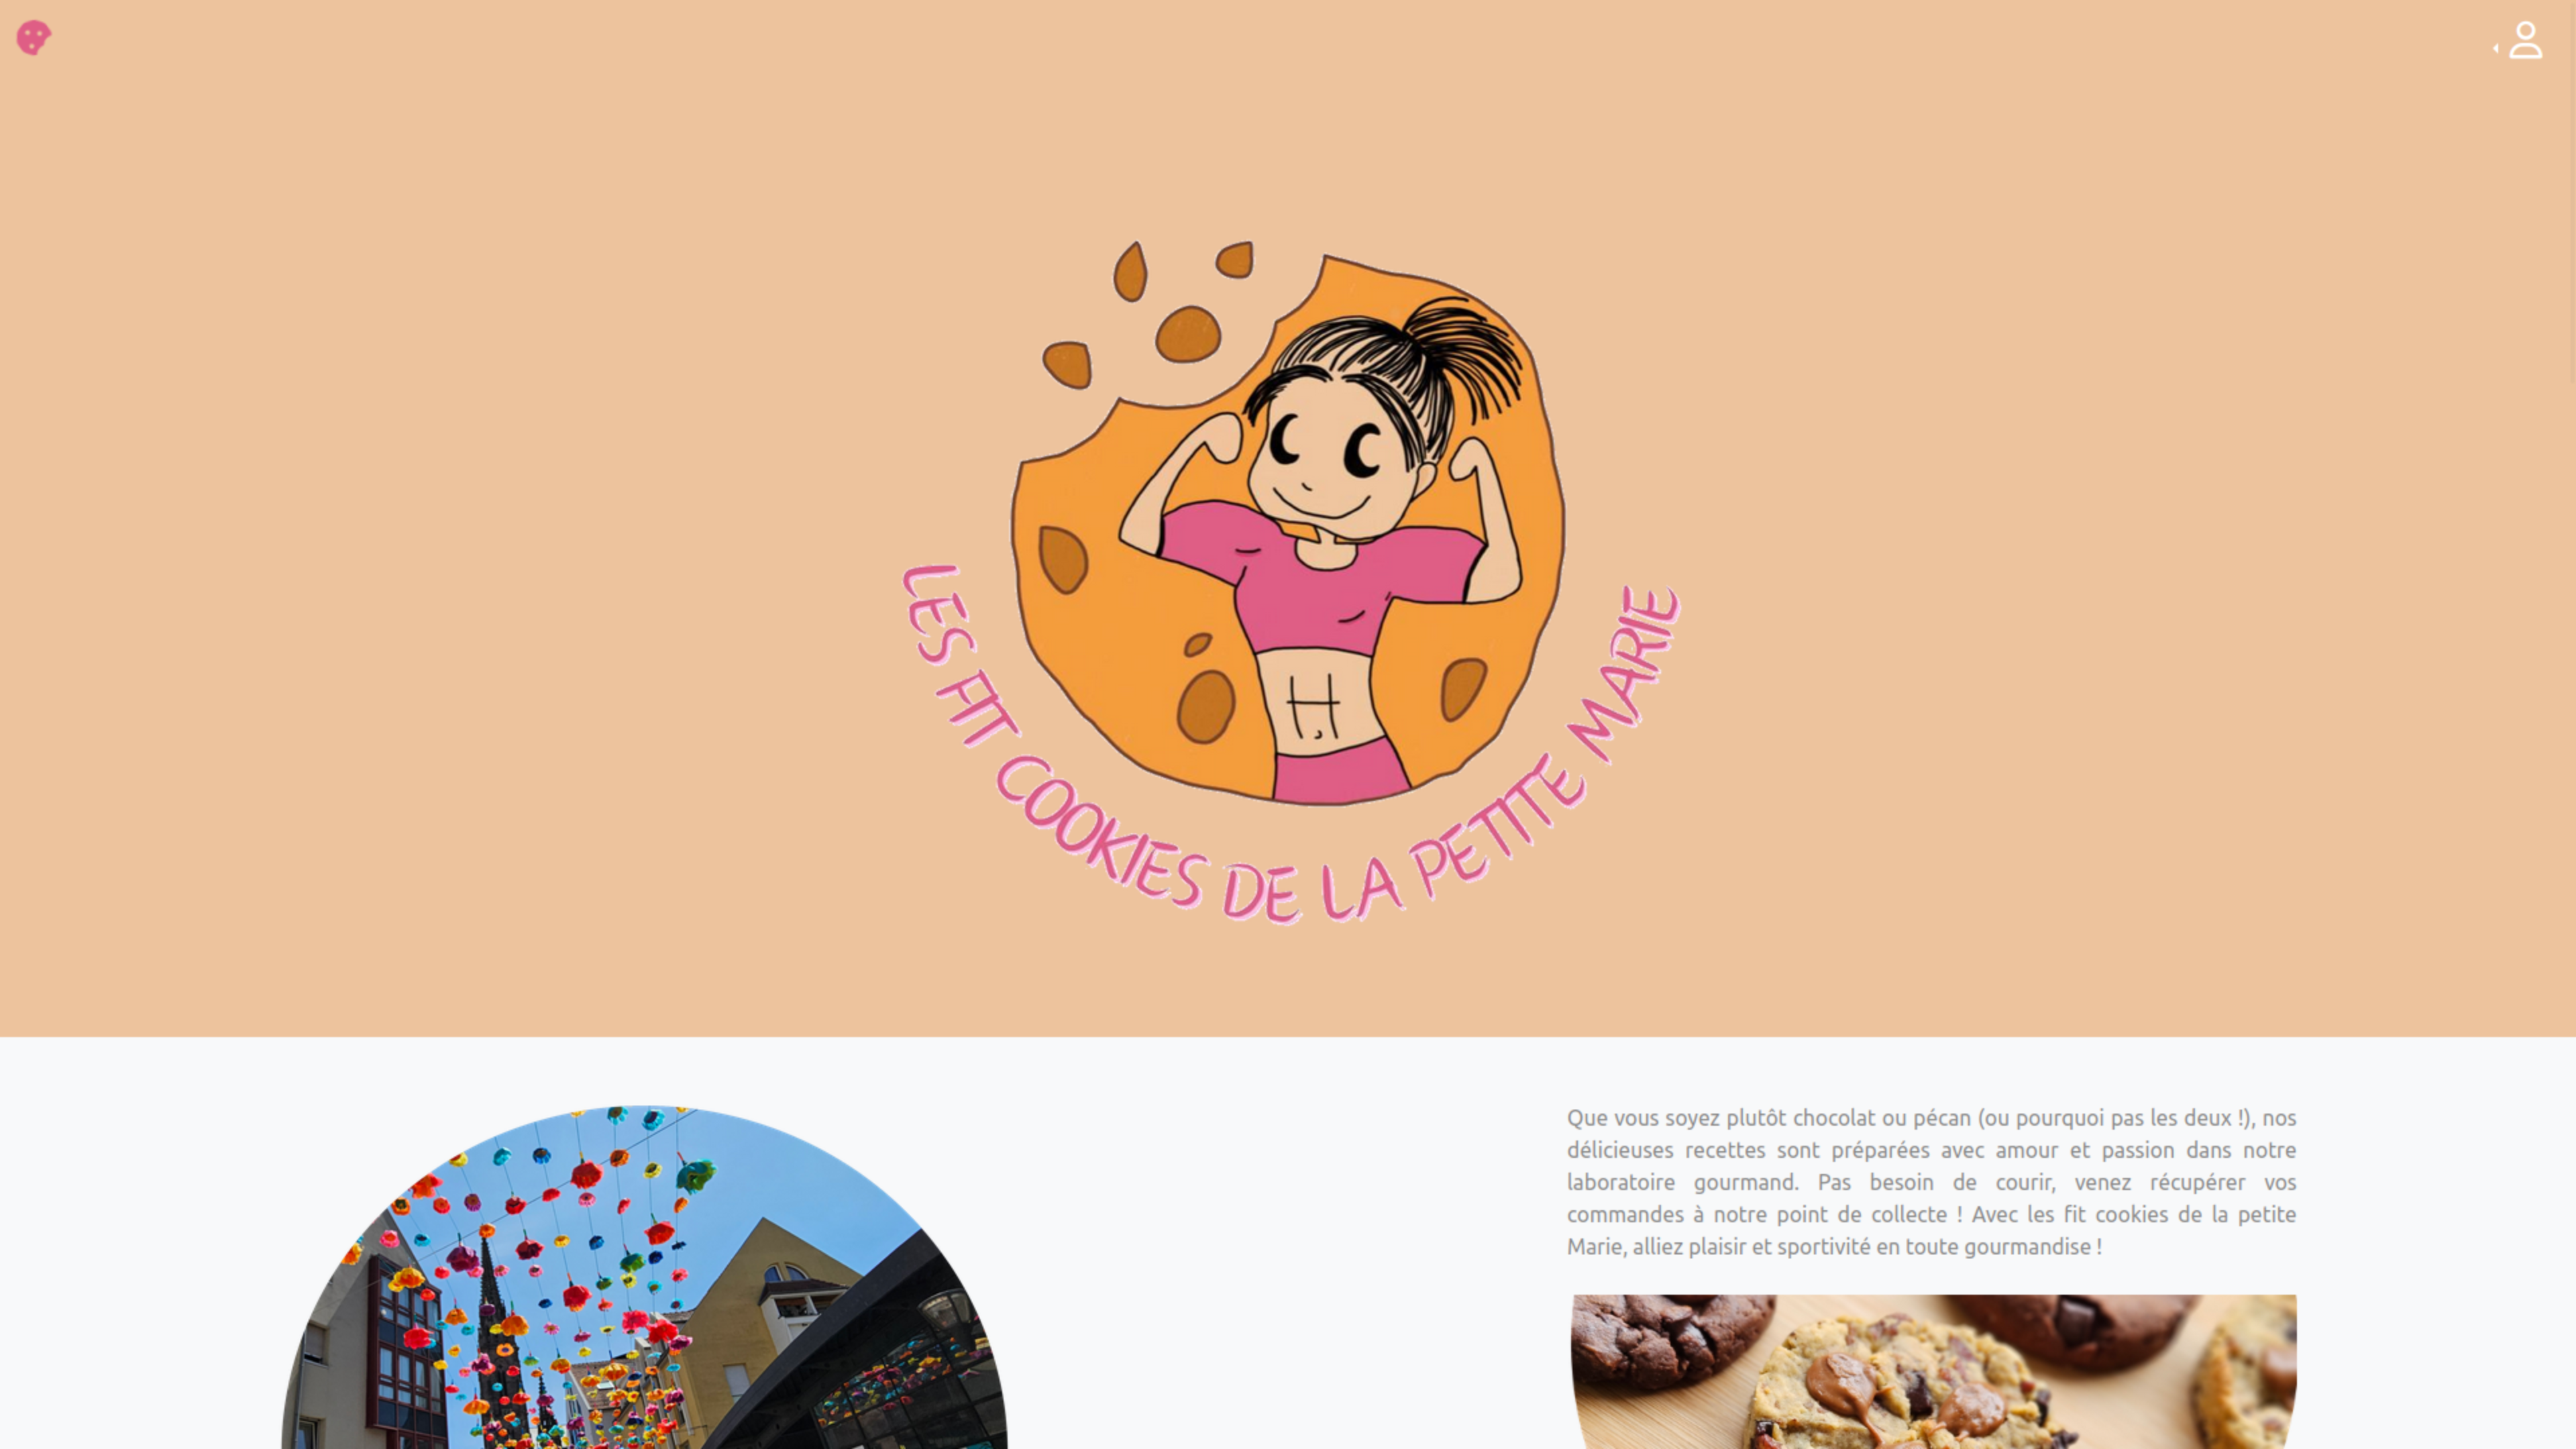 LES FIT COOKIES DE LA PETITE MARIE
Que vous soyez plutôt chocolat ou pécan (ou pourquoi pas les deux !), nos
délicieuses recettes sont préparées avec amour et passion dans notre
laboratoire gourmand. Pas besoin de courir, venez récupérer vos
commandes à notre point de collecte ! Avec les fit cookies de la petite
Marie, alliez plaisir et sportivité en toute gourmandise !